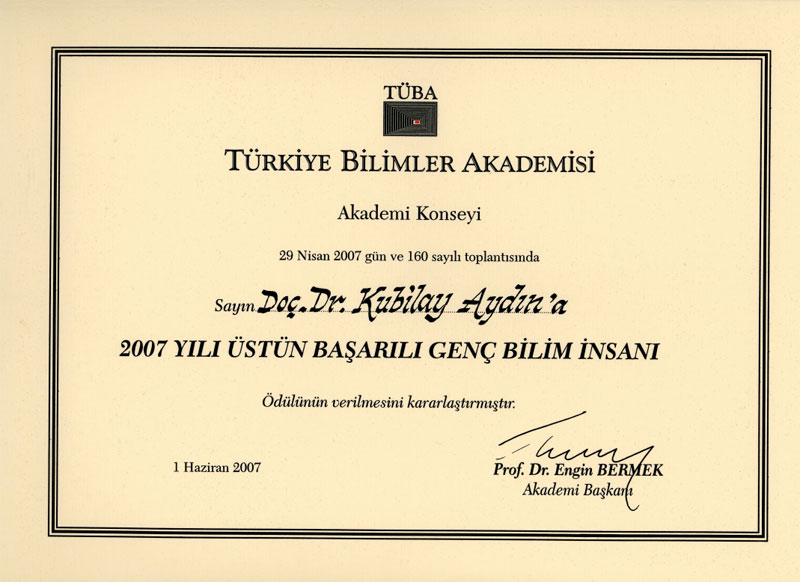 TÜBA
TÜRKİYE BİLİMLER AKADEMİSİ
Akademi Konseyi
29 Nisan 2007 gün ve 160 sayılı toplantısında
Sayın Doç.Dr. Kubilay Aydın'a
2007 YILI ÜSTÜN BAŞARILI GENÇ BİLİM İNSANI
Ödülünün verilmesini kararlaştırmıştır.
1 Haziran 2007
Prof. Dr. Engin BERMEK
Akademi Başkanı